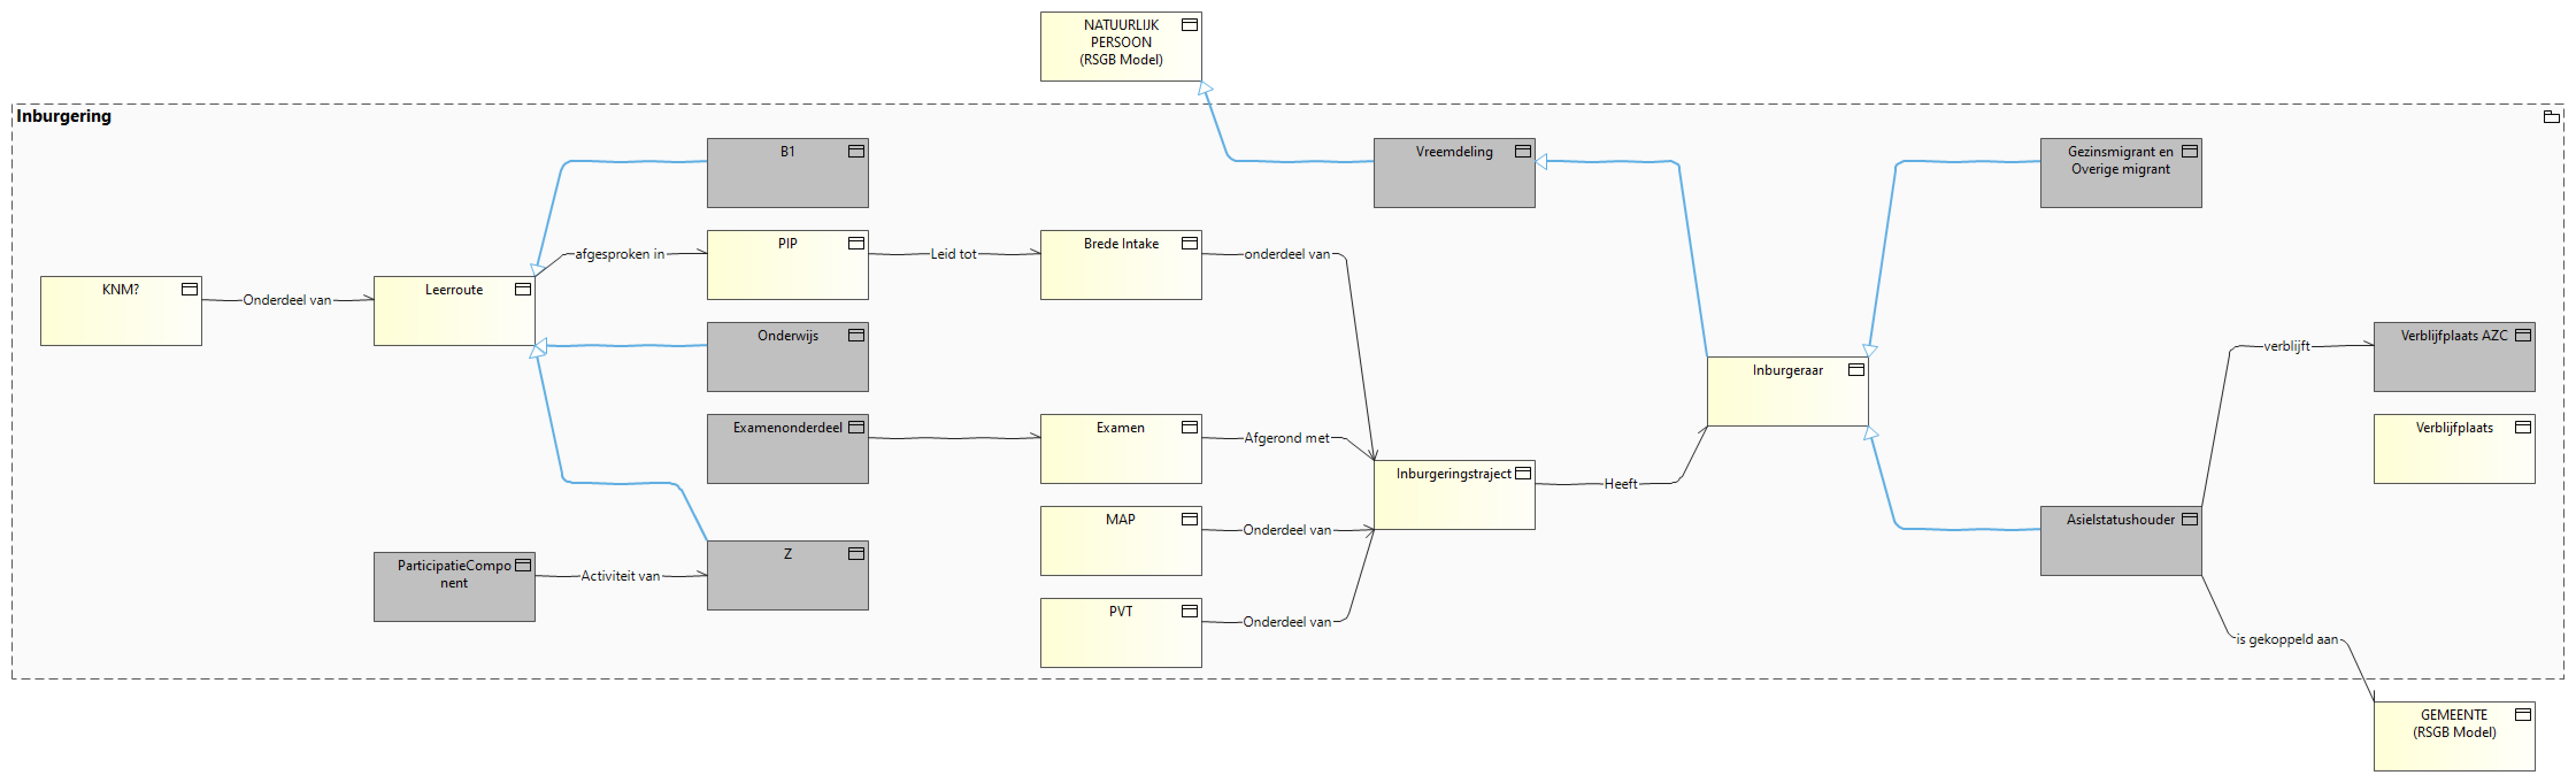 NATUURLIJK
PERSOON
(RSGB Model)
Inburgering
B1
Vreemdeling
Gezinsmigrant en
Overige migrant
PIP
Brede Intake
afgesproken in
Leid tot
onderdeel van
KNM?
Onderdeel van
Leerroute
Onderwijs
Verblijfplaats AZC
verblijft
Inburgeraar
Examenonderdeel
Examen
Afgerond met
Verblijfplaats
Inburgeringstraject
Heeft
MAP
Onderdeel van
Asielstatushouder
Z
ParticipatieCompo
nent
Activiteit van
PVT
Onderdeel van
is gekoppeld aan
GEMEENTE
(RSGB Model)